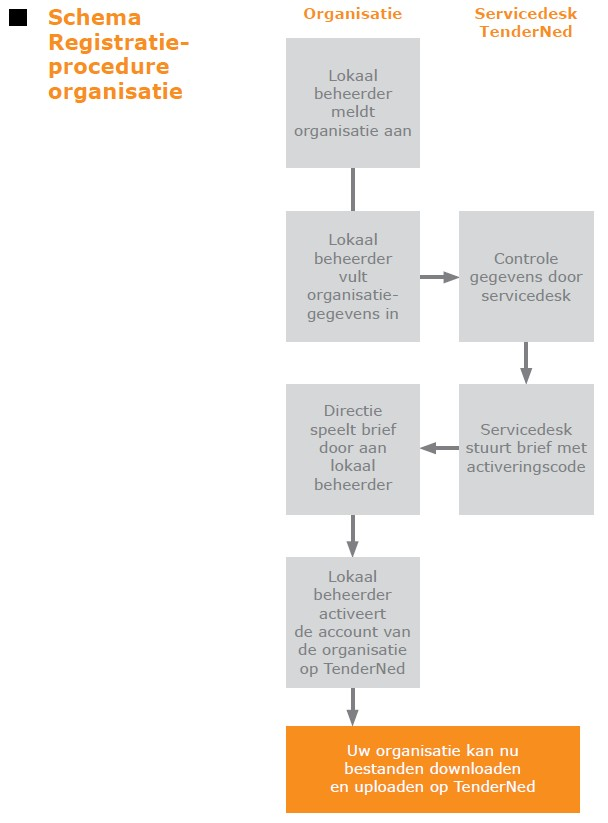 Schema
Registratie-
procedure
organisatie
Organisatie
Servicedesk
TenderNed
Lokaal
beheerder
meldt
organisatie aan
Lokaal
beheerder
vult
organisatie-
gegevens in
Controle
gegevens door
servicedesk
Servicedesk
stuurt brief met
activeringscode
Directie
speelt brief
door aan
lokaal
beheerder
Lokaal
beheerder
activeert
de account van
de organisatie
op TenderNed
Uw organisatie kan nu
bestanden downloaden
en uploaden op TenderNed